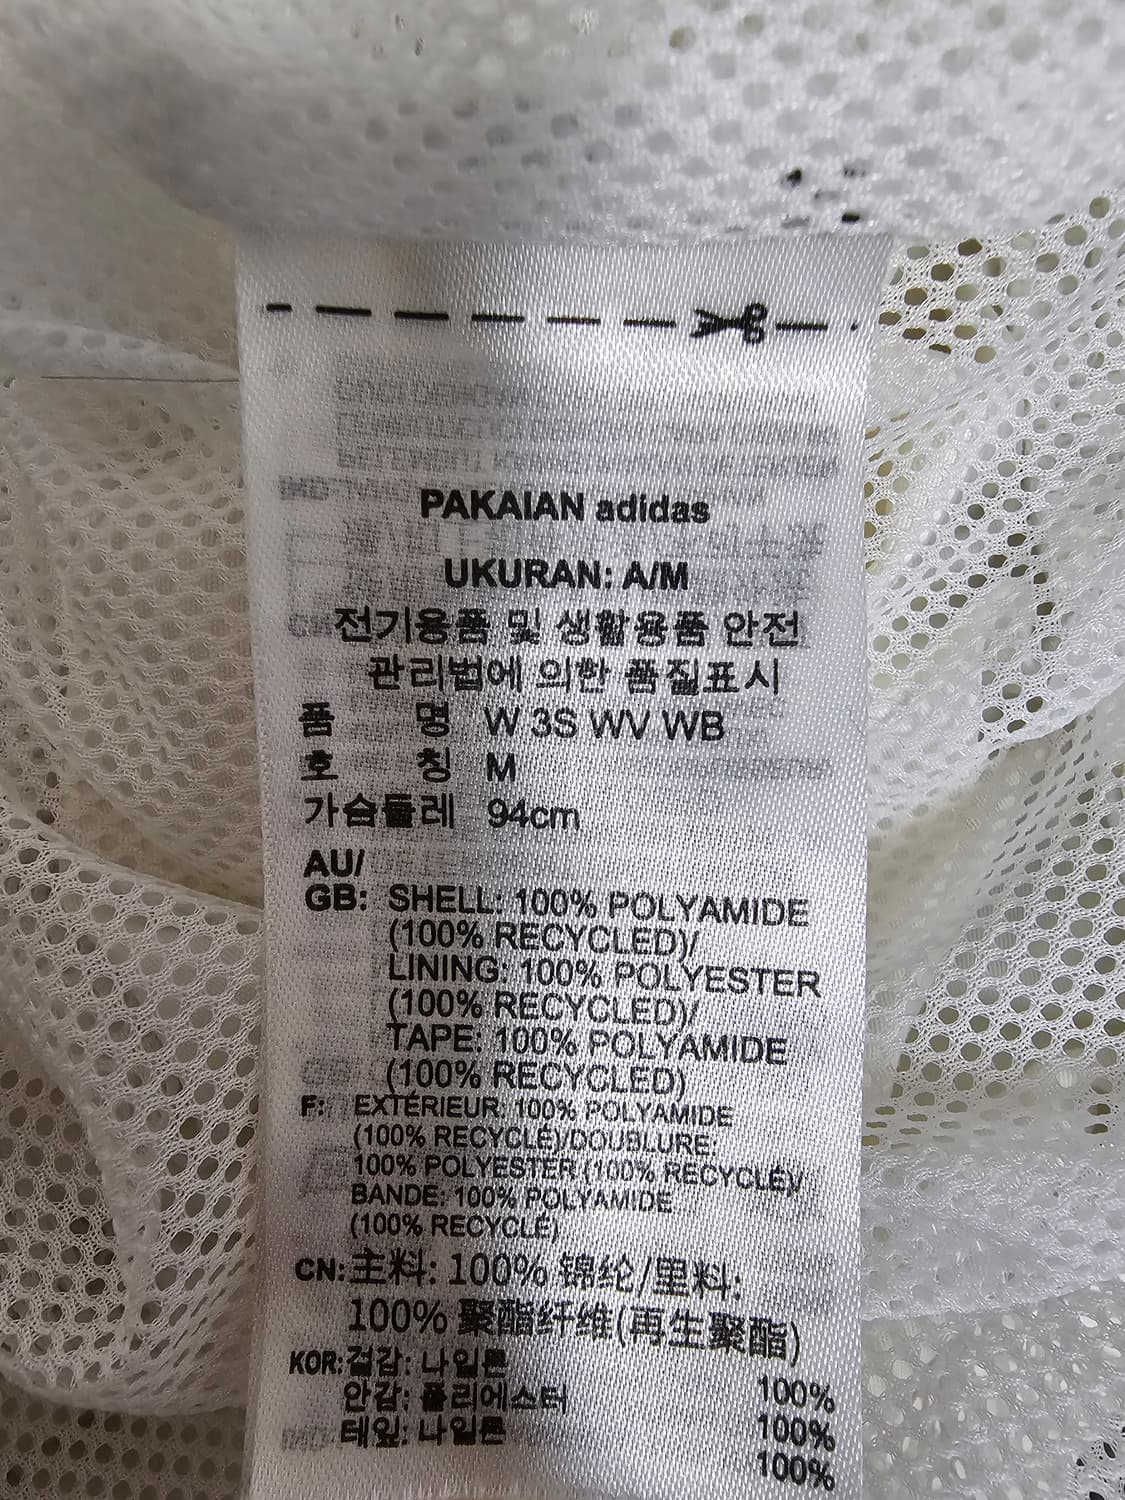 PAKAIAN adidas
UKURAN: A/M
전기용품 및 생활용품 안전
관리법에 의한 품질표시
품 명 W 3S WV WB
호 칭 M
가슴둘레 94cm
AU/
GB: SHELL: 100% POLYAMIDE
(100% RECYCLED)/
LINING: 100% POLYESTER
(100% RECYCLED)/
TAPE: 100% POLYAMIDE
(100% RECYCLED)
F: EXTÉRIEUR: 100% POLYAMIDE
(100% RECYCLÉ)/DOUBLURE:
100% POLYESTER (100% RECYCLÉ)/
BANDE: 100% POLYAMIDE
(100% RECYCLÉ)
CN: 主料: 100% 锦纶/里料:
100% 聚酯纤维(再生聚酯)
KOR: 겉감: 나일론 100%
안감: 폴리에스터 100%
테잎: 나일론 100%